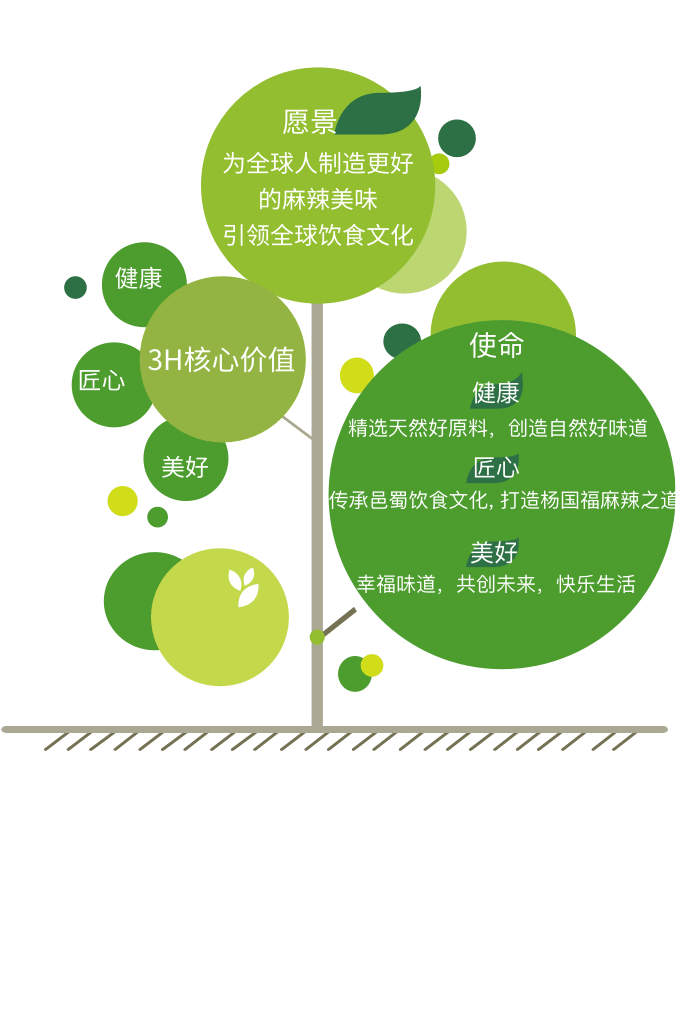 愿景
为全球人制造更好
的麻辣美味
引领全球饮食文化
健康
3H核心价值
匠心
美好
使命
健康
精选天然好原料，创造自然好味道
匠心
传承邑蜀饮食文化, 打造杨国福麻辣之道
美好
幸福味道，共创未来，快乐生活